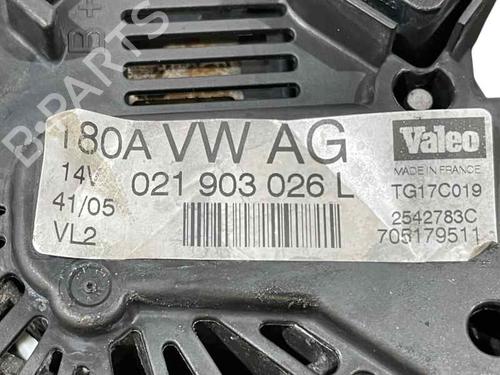 B+
B-PARTS
180A VW AG
Valeo
14V
021 903 026 L
MADE IN FRANCE
TG17C019
41/05
2542783C
VL2
705179511